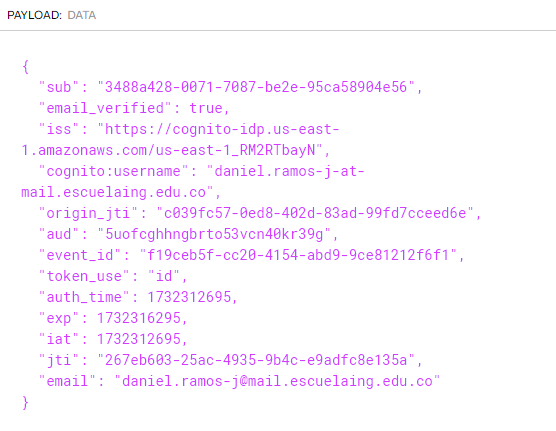 PAYLOAD: DATA
{
"sub": "3488a428-0071-7087-be2e-95ca58904e56",
"email_verified": true,
"iss": "https://cognito-idp.us-east-
1.amazonaws.com/us-east-1_RM2RTbayN",
"cognito:username": "daniel.ramos-j-at-
mail.escuelaing.edu.co",
"origin_jti": "c039fc57-0ed8-402d-83ad-99fd7cceed6e",
"aud": "5uofcghhngbrto53vcn40kr39g",
"event_id": "f19ceb5f-cc20-4154-abd9-9ce81212f6f1",
"token_use": "id",
"auth_time": 1732312695,
"exp": 1732316295,
"iat": 1732312695,
"jti": "267eb603-25ac-4935-9b4c-e9adfc8e135a",
"email": "daniel.ramos-j@mail.escuelaing.edu.co"
}